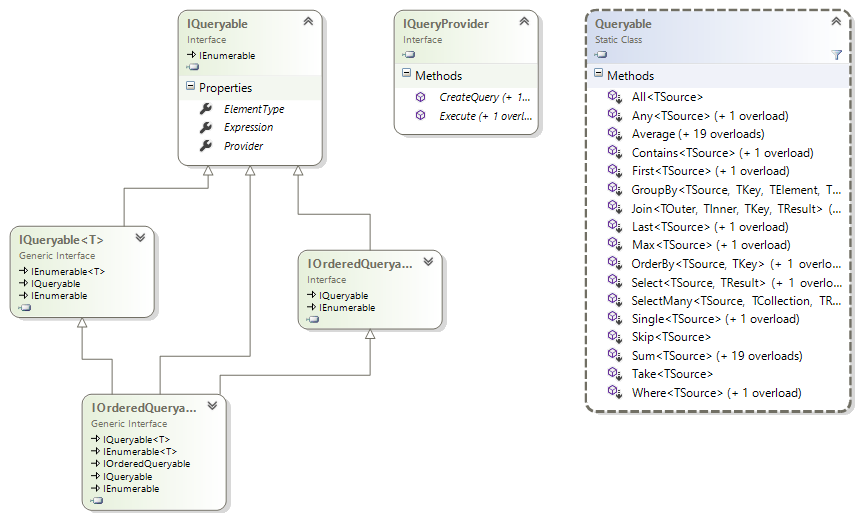 IQueryable
Interface
IEnumerable
Properties
ElementType
Expression
Provider
IQueryProvider
Interface
Methods
CreateQuery (+ 1...
Execute (+ 1 overl...
Queryable
Static Class
Methods
All<TSource>
Any<TSource> (+ 1 overload)
Average (+ 19 overloads)
Contains<TSource> (+ 1 overload)
First<TSource> (+ 1 overload)
GroupBy<TSource, TKey, TElement, T...
Join<TOuter, TInner, TKey, TResult> (...
Last<TSource> (+ 1 overload)
Max<TSource> (+ 1 overload)
OrderBy<TSource, TKey> (+ 1 overlo...
Select<TSource, TResult> (+ 1 overlo...
SelectMany<TSource, TCollection, TR...
Single<TSource> (+ 1 overload)
Skip<TSource>
Sum<TSource> (+ 19 overloads)
Take<TSource>
Where<TSource> (+ 1 overload)
IQueryable<T>
Generic Interface
IEnumerable<T>
IQueryable
IEnumerable
IOrderedQuerya...
Interface
IQueryable
IEnumerable
IOrderedQuerya...
Generic Interface
IQueryable<T>
IEnumerable<T>
IOrderedQueryable
IQueryable
IEnumerable